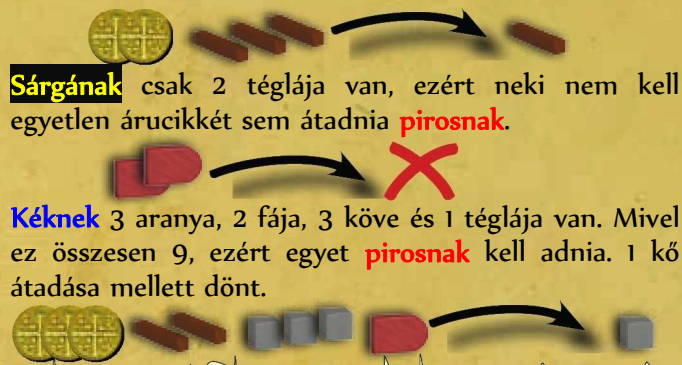 Sárgának csak 2 téglája van, ezért neki nem kell
egyetlen árucikkét sem átadnia pirosnak.
Kéknek 3 aranya, 2 fája, 3 köve és 1 téglája van. Mivel
ez összesen 9, ezért egyet pirosnak kell adnia. 1 kő
átadása mellett dönt.